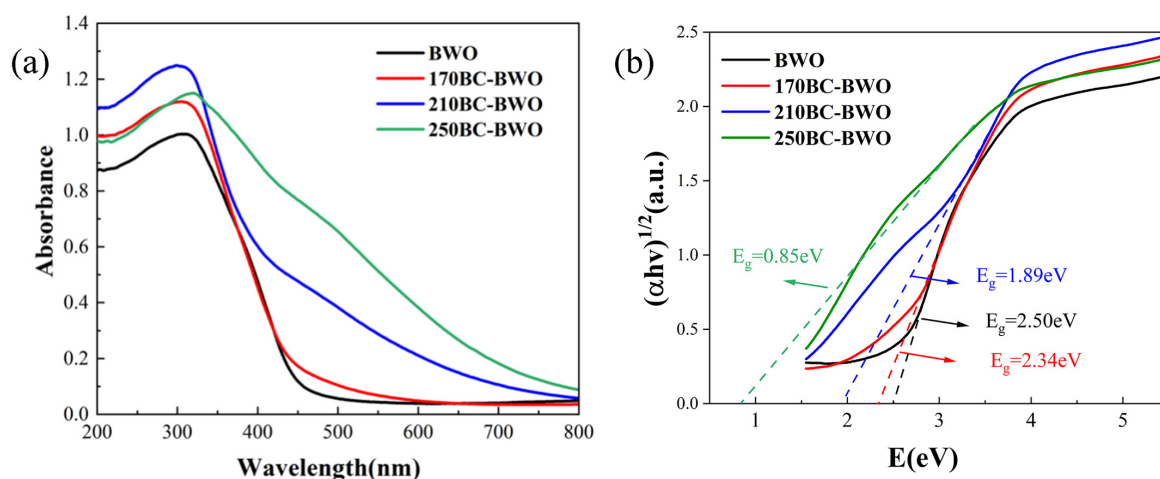 (a)
1.4
1.2
1.0
0.8
0.6
0.4
0.2
0.0
Absorbance
BWO
170BC-BWO
210BC-BWO
250BC-BWO
200 300 400 500 600 700 800
Wavelength(nm)
(b)
2.5
2.0
1.5
1.0
0.5
0.0
(αhv)^1/2(a.u.)
BWO
170BC-BWO
210BC-BWO
250BC-BWO
Eg=0.85eV
Eg=1.89eV
Eg=2.50eV
Eg=2.34eV
1 2 3 4 5
E(eV)